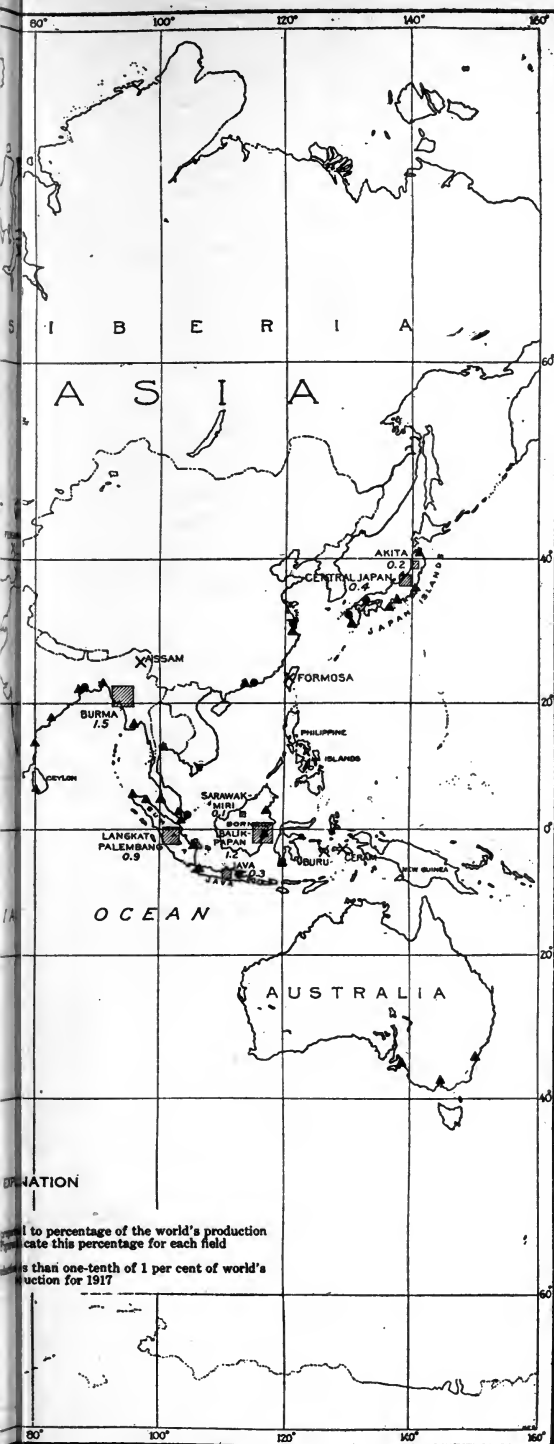 80° 100° 120° 140° 160°
S I B E R I A
60°
A S I A
AKITA
0.2
40°
CENTRAL JAPAN
0.4
JAPAN ISLANDS
ASSAM
FORMOSA
20°
BURMA
1.5
PHILIPPINE
ISLANDS
CEYLON
SARAWAK-
MIRI
0.1
BORNEO
0°
LANGKAT
PALEMBANG
0.9
BALIK-
PAPAN
1.2
BURU
CERAM
NEW GUINEA
JAVA
0.3
JAVA
IA
OCEAN
20°
AUSTRALIA
40°
NATION
l to percentage of the world's production
cate this percentage for each field
s than one-tenth of 1 per cent of world's
uction for 1917
60°
80° 100° 120° 140° 160°